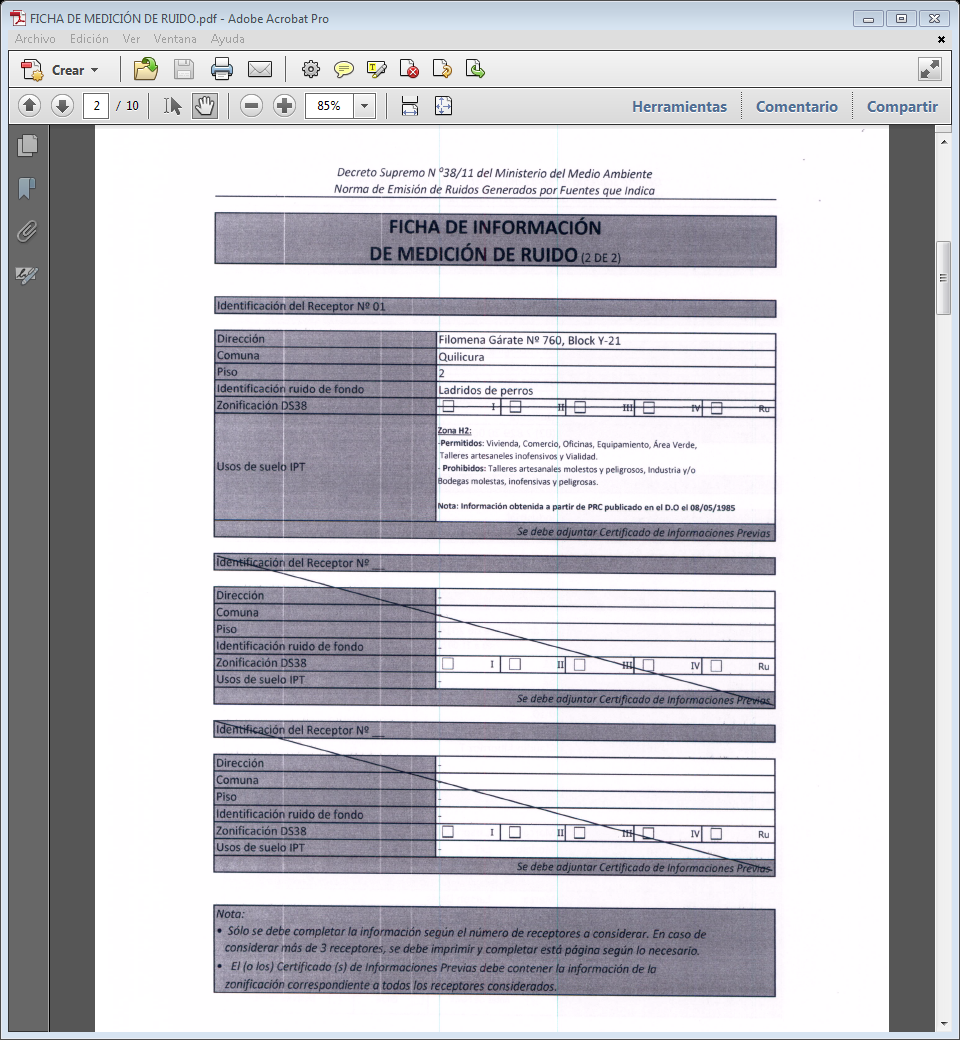 FICHA DE MEDICIÓN DE RUIDO.pdf - Adobe Acrobat Pro
Archivo Edición Ver Ventana Ayuda
Crear
2 / 10 85% Herramientas Comentario Compartir
Decreto Supremo N º38/11 del Ministerio del Medio Ambiente
Norma de Emisión de Ruidos Generados por Fuentes que Indica
FICHA DE INFORMACIÓN
DE MEDICIÓN DE RUIDO (2 DE 2)
Identificación del Receptor Nº 01
Dirección Filomena Gárate Nº 760, Block Y-21
Comuna Quilicura
Piso 2
Identificación ruido de fondo Ladridos de perros
Zonificación DS38 I II III IV Ru
Usos de suelo IPT
Zona H2:
-Permitidos: Vivienda, Comercio, Oficinas, Equipamiento, Área Verde,
Talleres artesaneles inofensivos y Vialidad.
- Prohibidos: Talleres artesanales molestos y peligrosos, Industria y/o
Bodegas molestas, inofensivas y peligrosas.
Nota: Información obtenida a partir de PRC publicado en el D.O el 08/05/1985
Se debe adjuntar Certificado de Informaciones Previas
Identificación del Receptor Nº __
Dirección -
Comuna -
Piso -
Identificación ruido de fondo -
Zonificación DS38 I II III IV Ru
Usos de suelo IPT -
Se debe adjuntar Certificado de Informaciones Previas
Identificación del Receptor Nº __
Dirección -
Comuna -
Piso -
Identificación ruido de fondo -
Zonificación DS38 I II III IV Ru
Usos de suelo IPT -
Se debe adjuntar Certificado de Informaciones Previas
Nota:
• Sólo se debe completar la información según el número de receptores a considerar. En caso de
considerar más de 3 receptores, se debe imprimir y completar está página según lo necesario.
• El (o los) Certificado (s) de Informaciones Previas debe contener la información de la
zonificación correspondiente a todos los receptores considerados.